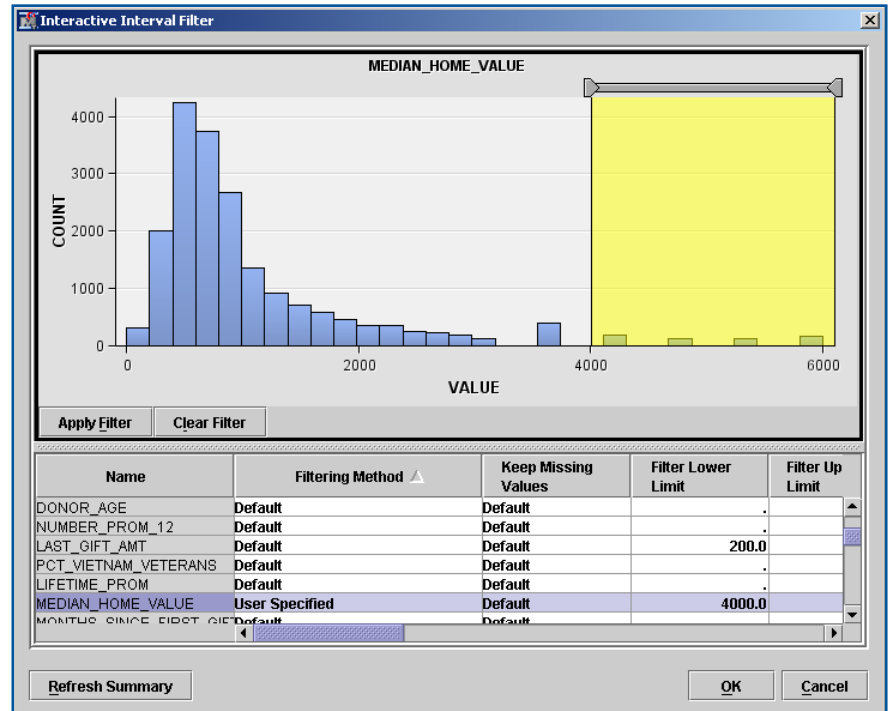 Interactive Interval Filter
MEDIAN_HOME_VALUE
COUNT
4000
3000
2000
1000
0
0 2000 4000 6000
VALUE
Apply Filter Clear Filter
Name Filtering Method Keep Missing Values Filter Lower Limit Filter Up Limit
DONOR_AGE Default Default .
NUMBER_PROM_12 Default Default .
LAST_GIFT_AMT Default Default 200.0
PCT_VIETNAM_VETERANS Default Default .
LIFETIME_PROM Default Default .
MEDIAN_HOME_VALUE User Specified Default 4000.0
MONTHS_SINCE_FIRST_GIFT Default Default
Refresh Summary OK Cancel